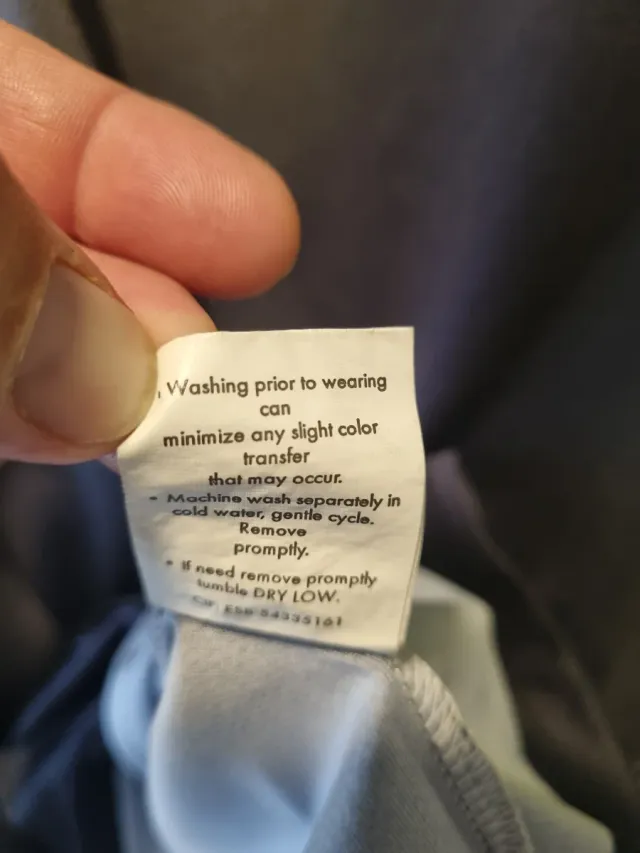 • Washing prior to wearing
can
minimize any slight color
transfer
that may occur.
• Machine wash separately in
cold water, gentle cycle.
Remove
promptly.
• If need remove promptly
tumble DRY LOW.